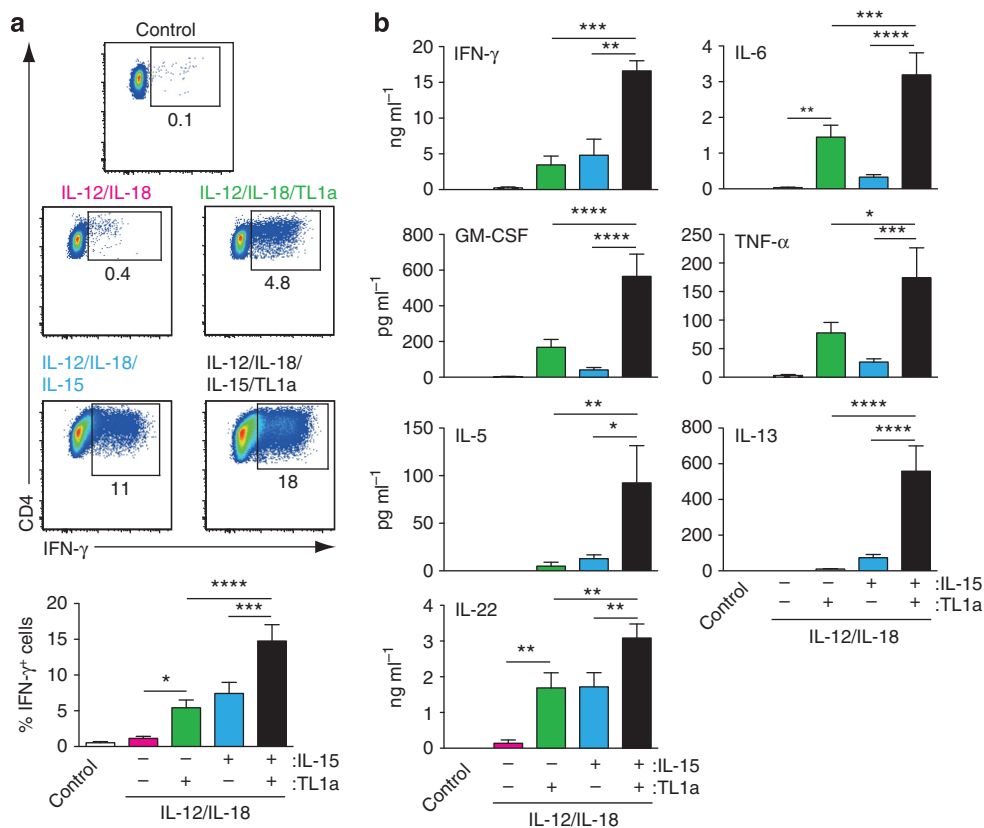 a
Control
0.1
IL-12/IL-18
IL-12/IL-18/TL1a
0.4
4.8
IL-12/IL-18/
IL-15
IL-12/IL-18/
IL-15/TL1a
11
18
CD4
IFN-γ
% IFN-γ+ cells
20
15
10
5
0
*
***
****
Control
– – + + :IL-15
– + – + :TL1a
IL-12/IL-18
b
IFN-γ
ng ml−1
20
15
10
5
0
***
**
IL-6
4
3
2
1
0
***
****
**
GM-CSF
pg ml−1
800
600
400
200
0
****
****
TNF-α
250
200
150
100
50
0
*
***
IL-5
pg ml−1
150
100
50
0
**
*
IL-13
800
600
400
200
0
****
****
Control
– – + + :IL-15
– + – + :TL1a
IL-12/IL-18
IL-22
ng ml−1
4
3
2
1
0
**
**
**
Control
– – + + :IL-15
– + – + :TL1a
IL-12/IL-18